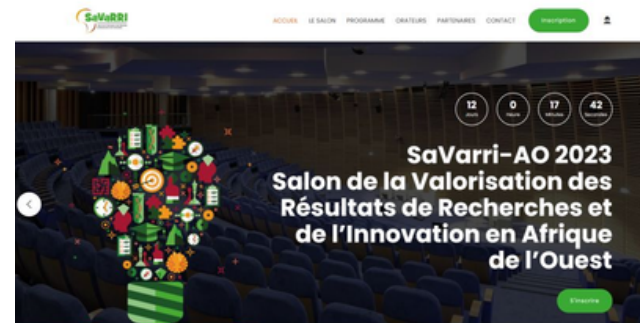 SaVaRRI
ACCUEIL LE SALON PROGRAMME ORATEURS PARTENAIRES CONTACT Inscription
12 0 17 42
Jours Heure Minutes Secondes
SaVarri-AO 2023
Salon de la Valorisation des
Résultats de Recherches et
de l'Innovation en Afrique
de l'Ouest
S'inscrire